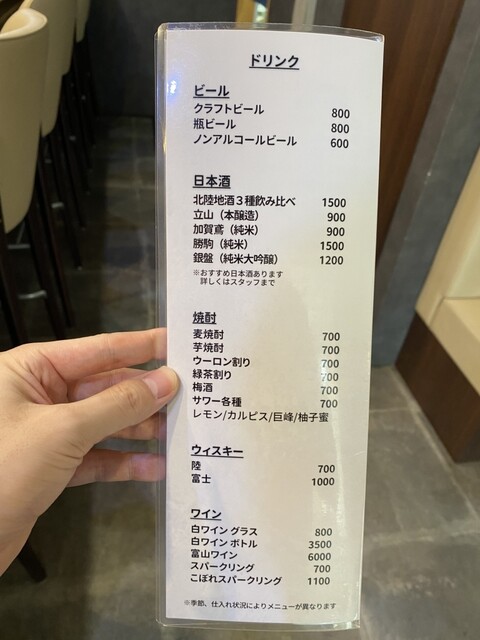 ドリンク
ビール
クラフトビール 800
瓶ビール 800
ノンアルコールビール 600
日本酒
北陸地酒３種飲み比べ 1500
立山（本醸造） 900
加賀鳶（純米） 900
勝駒（純米） 1500
銀盤（純米大吟醸） 1200
※おすすめ日本酒あります
詳しくはスタッフまで
焼酎
麦焼酎 700
芋焼酎 700
ウーロン割り 700
緑茶割り 700
梅酒 700
サワー各種 700
レモン/カルピス/巨峰/柚子蜜
ウィスキー
陸 700
富士 1000
ワイン
白ワイン グラス 800
白ワイン ボトル 3500
富山ワイン 6000
スパークリング 700
こぼれスパークリング 1100
※季節、仕入れ状況によりメニューが異なります